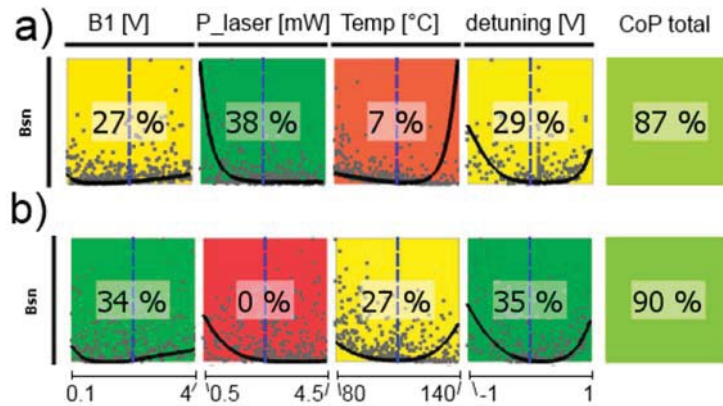 a) B1 [V] P_laser [mW] Temp [°C] detuning [V] CoP total
Bsn 27 % 38 % 7 % 29 % 87 %
b)
Bsn 34 % 0 % 27 % 35 % 90 %
0.1 4 0.5 4.5 80 140 -1 1